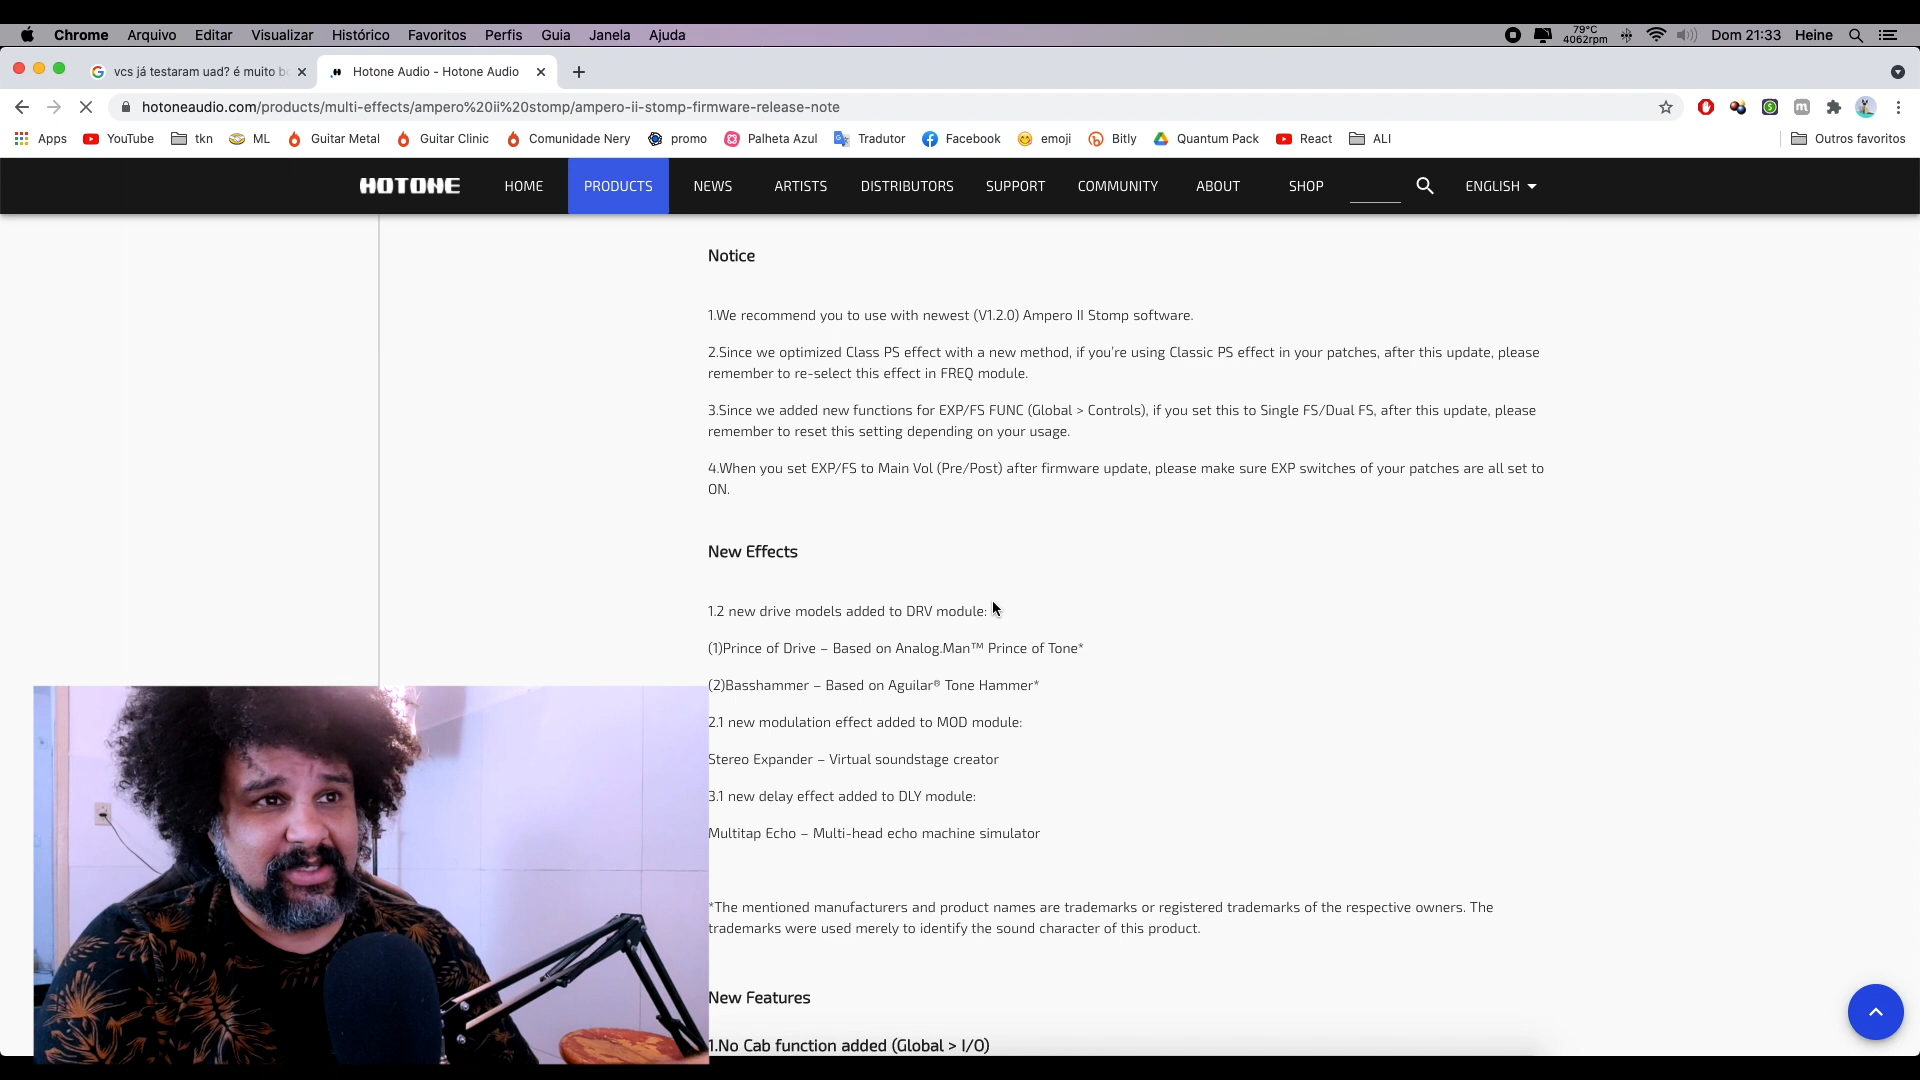 Chrome Arquivo Editar Visualizar Histórico Favoritos Perfis Guia Janela Ajuda 79°C 4062rpm Dom 21:33 Heine
vcs já testaram uad? é muito Hotone Audio - Hotone Audio
hotoneaudio.com/products/multi-effects/ampero%20ii%20stomp/ampero-ii-stomp-firmware-release-note
Apps YouTube tkn ML Guitar Metal Guitar Clinic Comunidade Nery promo Palheta Azul Tradutor Facebook emoji Bitly Quantum Pack React ALI Outros favoritos
HOTONE HOME PRODUCTS NEWS ARTISTS DISTRIBUTORS SUPPORT COMMUNITY ABOUT SHOP ENGLISH
Notice
1.We recommend you to use with newest (V1.2.0) Ampero II Stomp software.
2.Since we optimized Class PS effect with a new method, if you're using Classic PS effect in your patches, after this update, please
remember to re-select this effect in FREQ module.
3.Since we added new functions for EXP/FS FUNC (Global > Controls), if you set this to Single FS/Dual FS, after this update, please
remember to reset this setting depending on your usage.
4.When you set EXP/FS to Main Vol (Pre/Post) after firmware update, please make sure EXP switches of your patches are all set to
ON.
New Effects
1.2 new drive models added to DRV module:
(1)Prince of Drive – Based on Analog.Man™ Prince of Tone*
(2)Basshammer – Based on Aguilar® Tone Hammer*
2.1 new modulation effect added to MOD module:
Stereo Expander – Virtual soundstage creator
3.1 new delay effect added to DLY module:
Multitap Echo – Multi-head echo machine simulator
*The mentioned manufacturers and product names are trademarks or registered trademarks of the respective owners. The
trademarks were used merely to identify the sound character of this product.
New Features
1.No Cab function added (Global > I/O)